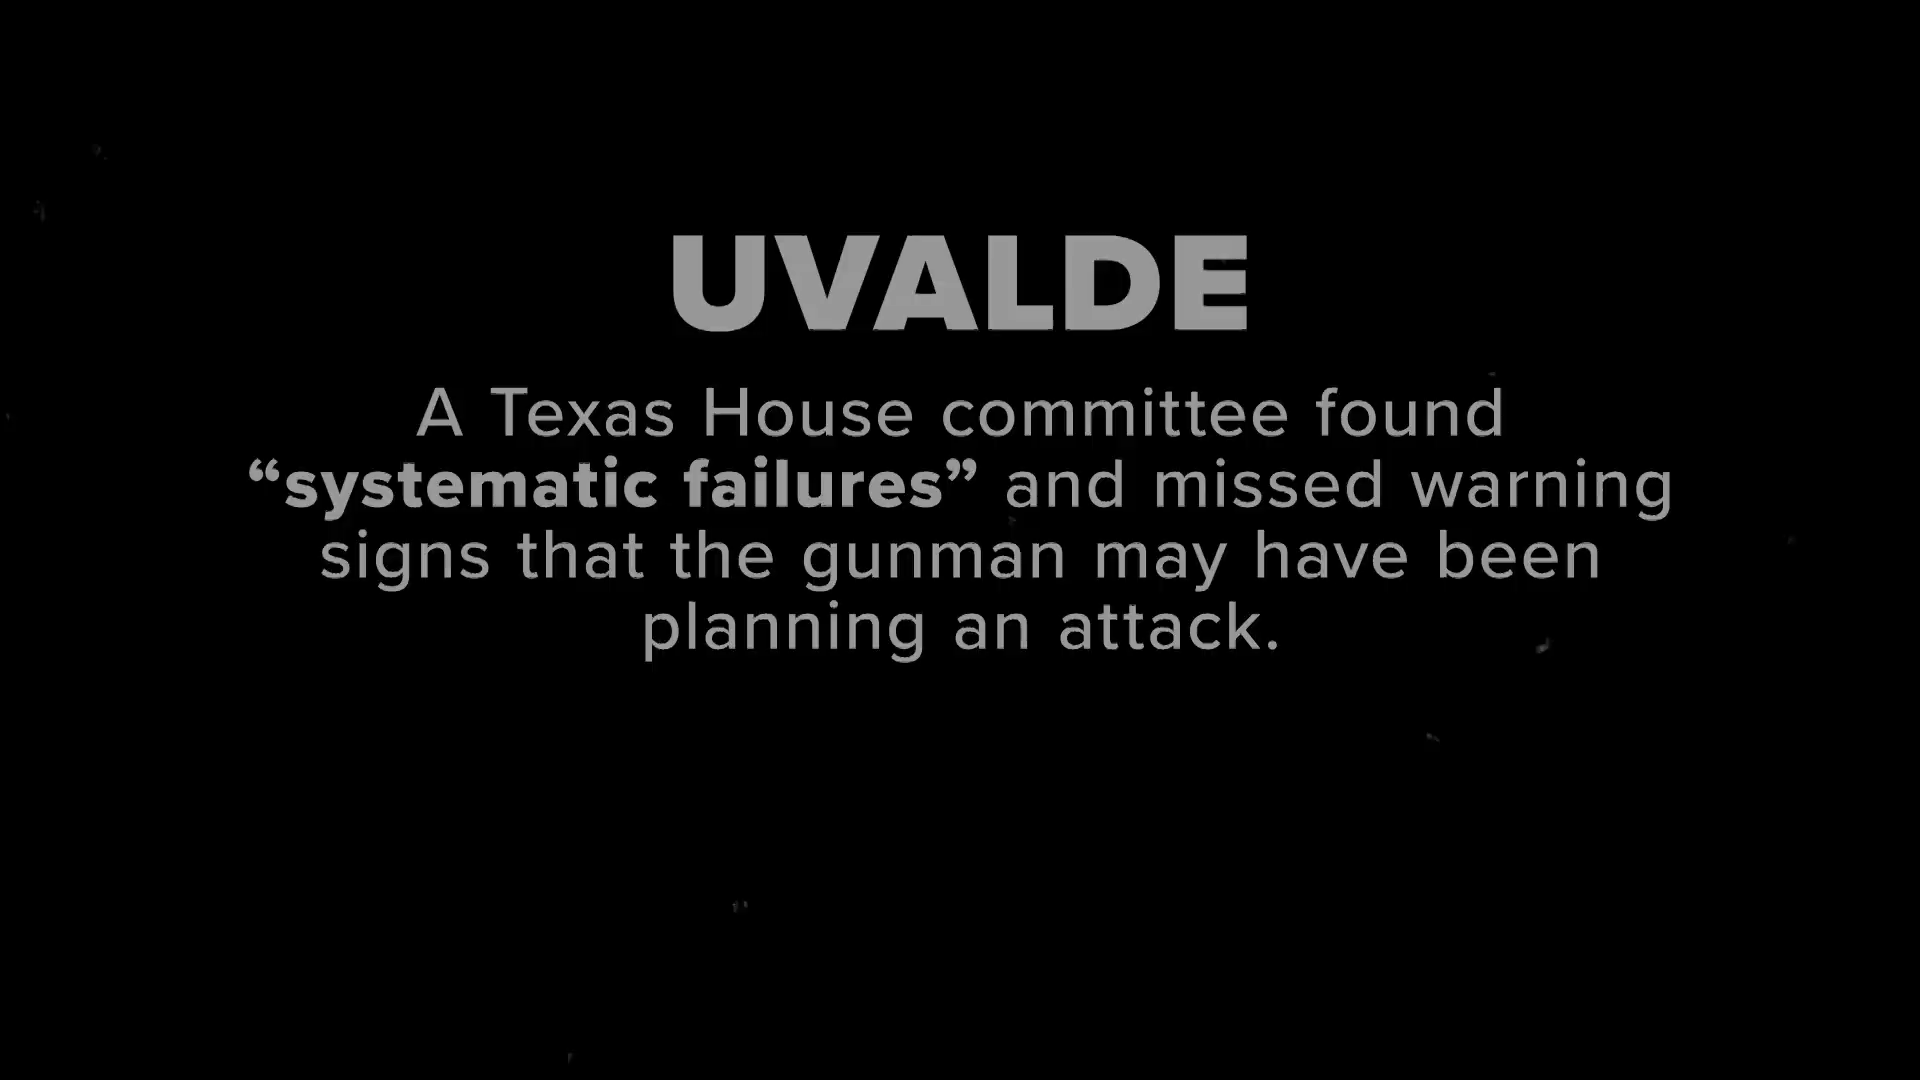 UVALDE
A Texas House committee found
“systematic failures” and missed warning
signs that the gunman may have been
planning an attack.